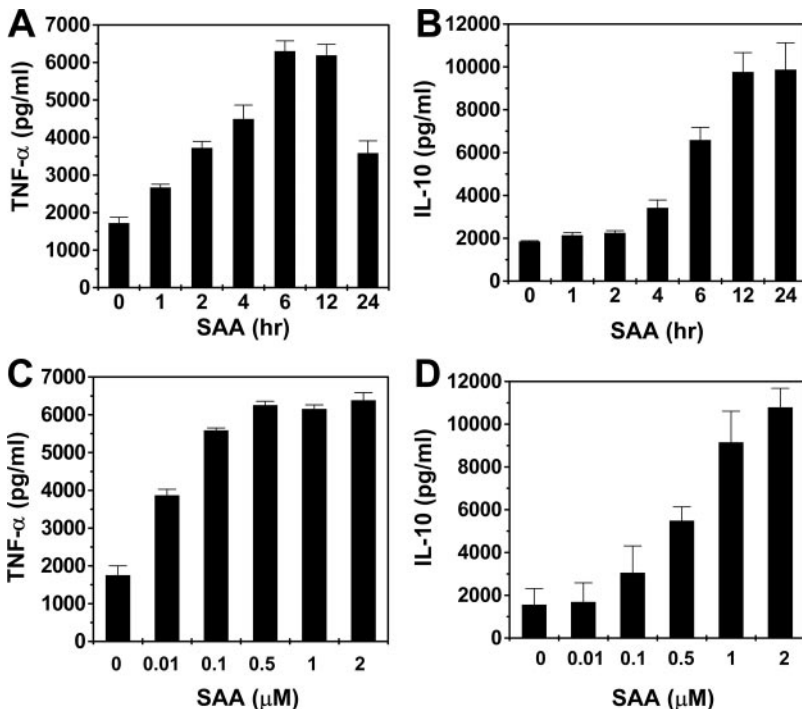 A
TNF-α (pg/ml)
7000
6000
5000
4000
3000
2000
1000
0
0 1 2 4 6 12 24
SAA (hr)
B
IL-10 (pg/ml)
12000
10000
8000
6000
4000
2000
0
0 1 2 4 6 12 24
SAA (hr)
C
TNF-α (pg/ml)
7000
6000
5000
4000
3000
2000
1000
0
0 0.01 0.1 0.5 1 2
SAA (μM)
D
IL-10 (pg/ml)
12000
10000
8000
6000
4000
2000
0
0 0.01 0.1 0.5 1 2
SAA (μM)